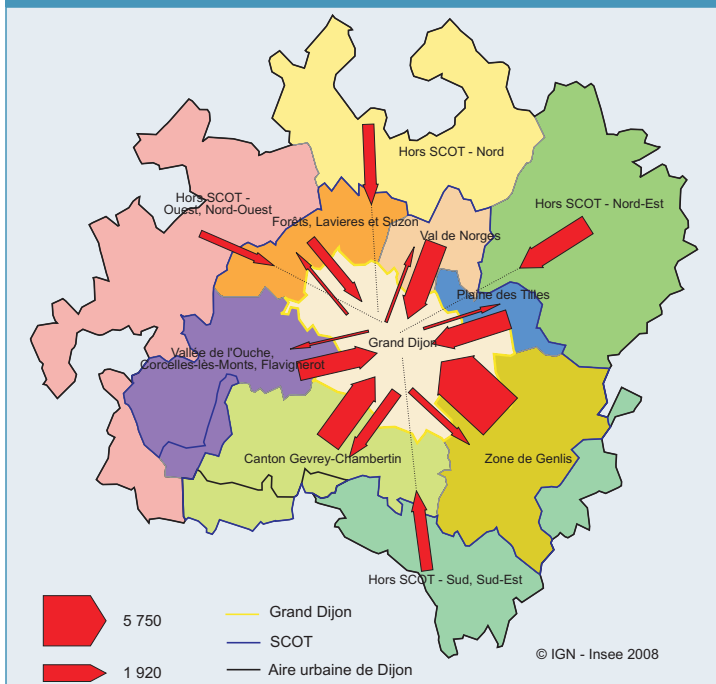 Hors SCOT - Nord
Hors SCOT -
Ouest, Nord-Ouest
Hors SCOT - Nord-Est
Forêts, Lavieres et Suzon
Val de Norges
Plaine des Tilles
Grand Dijon
Vallée de l'Ouche,
Corcelles-lès-Monts, Flavignerot
Canton Gevrey-Chambertin
Zone de Genlis
Hors SCOT - Sud, Sud-Est
5 750
1 920
Grand Dijon
SCOT
Aire urbaine de Dijon
© IGN - Insee 2008